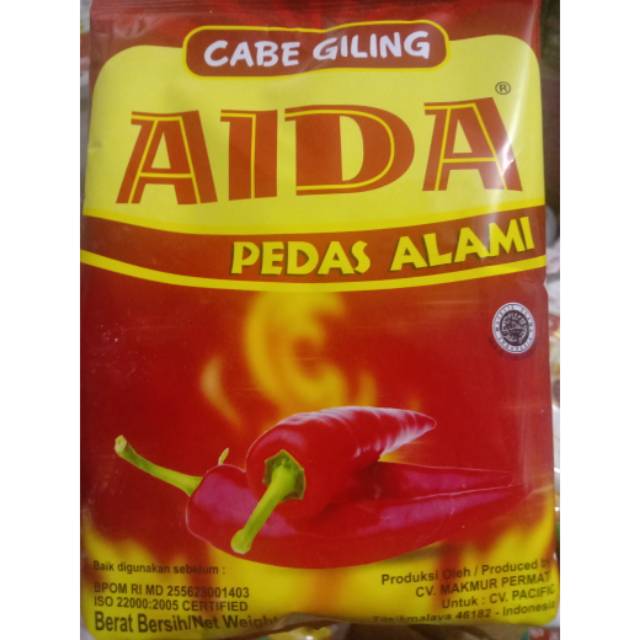 CABE GILING
AIDA®
PEDAS ALAMI
Baik digunakan sebelum :
BPOM RI MD 255628001403
ISO 22000:2005 CERTIFIED
Berat Bersih/Net Weight
Produksi Oleh / Produced by
CV. MAKMUR PERMAT
Untuk : CV. PACIFIC
Tasikmalaya 46182 - Indonesia